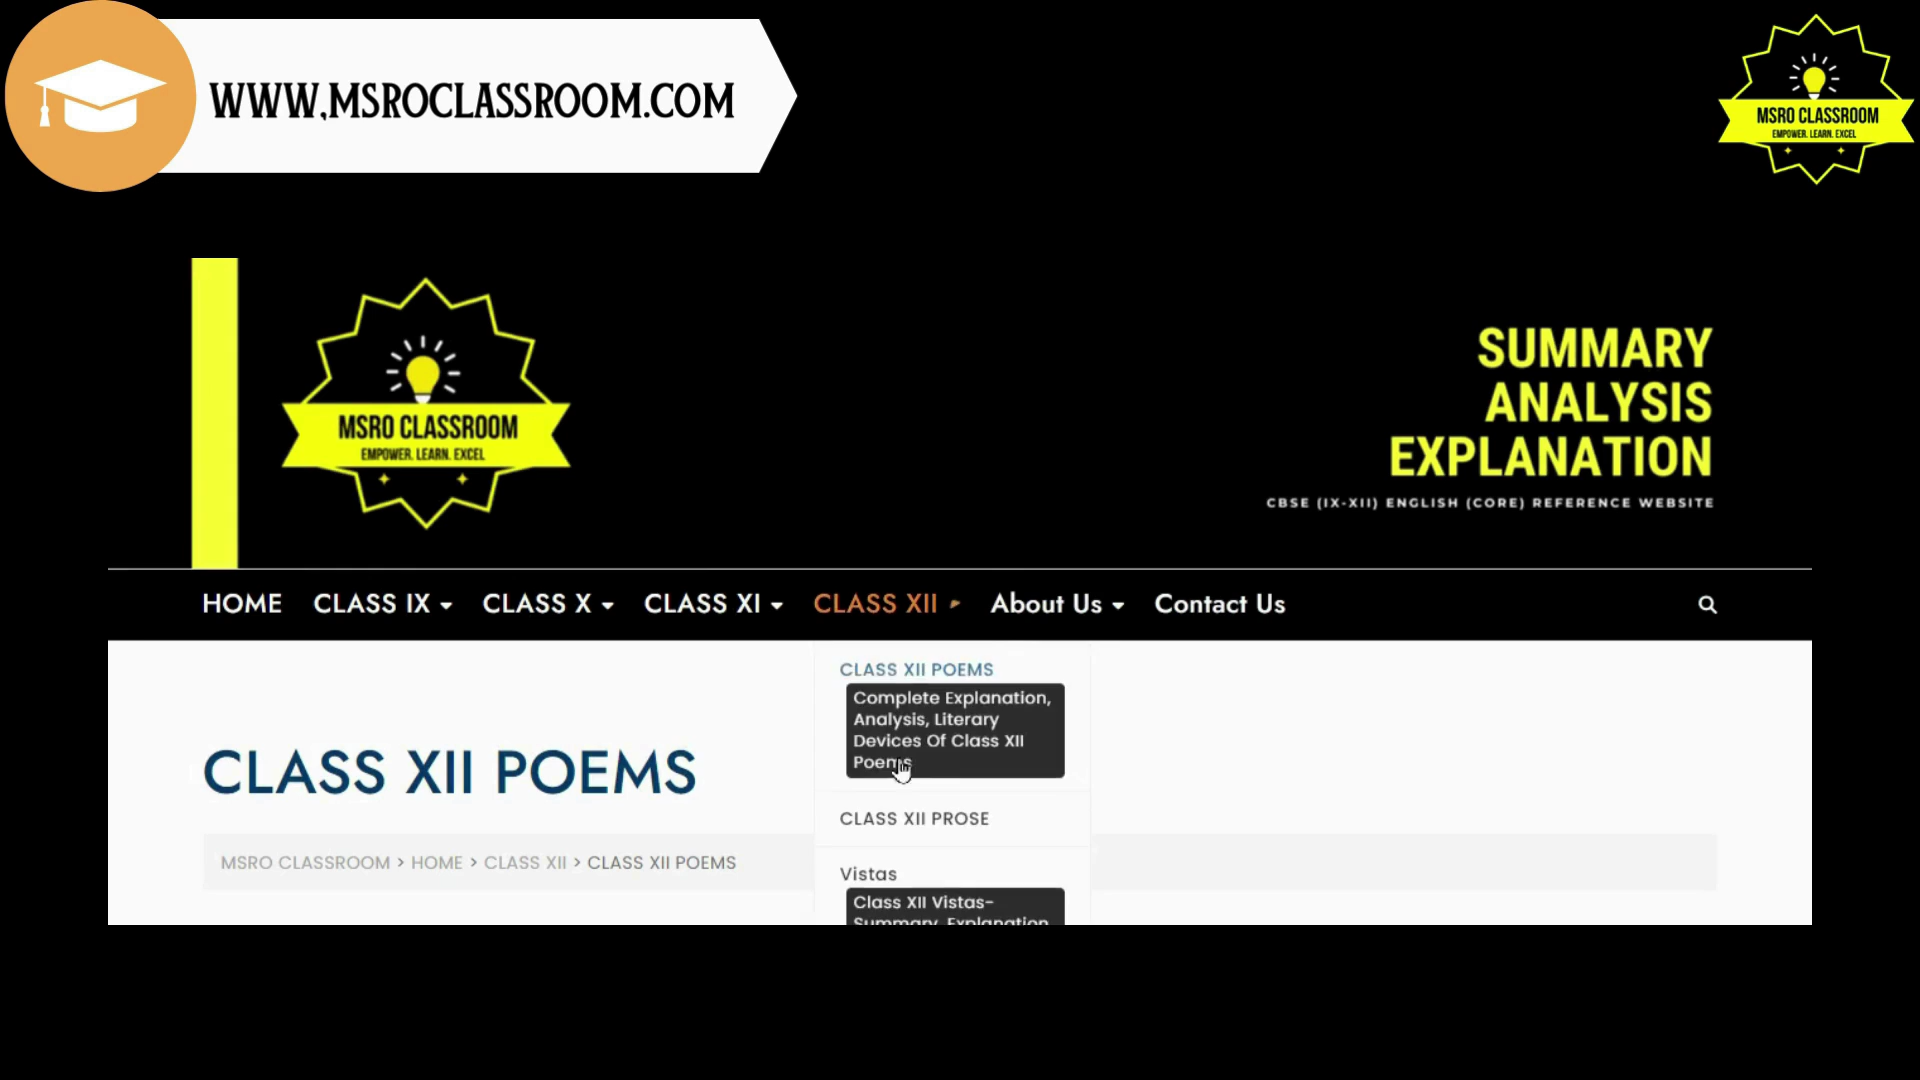 WWW.MSROCLASSROOM.COM
MSRO CLASSROOM
EMPOWER. LEARN. EXCEL
MSRO CLASSROOM
EMPOWER. LEARN. EXCEL
SUMMARY
ANALYSIS
EXPLANATION
CBSE (IX-XII) ENGLISH (CORE) REFERENCE WEBSITE
HOME CLASS IX CLASS X CLASS XI CLASS XII About Us Contact Us
CLASS XII POEMS
Complete Explanation,
Analysis, Literary
Devices Of Class XII
Poems
CLASS XII PROSE
Vistas
Class XII Vistas-
Summary, Explanation
CLASS XII POEMS
MSRO CLASSROOM > HOME > CLASS XII > CLASS XII POEMS